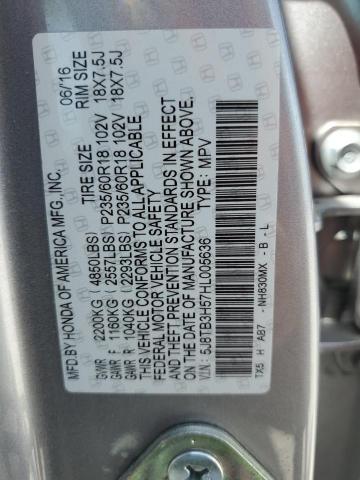 MFD.BY HONDA OF AMERICA MFG.,INC. 06/16
TIRE SIZE RIM SIZE
GVWR 2200KG (4850LBS)
GAWR F 1160KG (2557LBS) P235/60R18 102V 18X7.5J
GAWR R 1040KG (2293LBS) P235/60R18 102V 18X7.5J
THIS VEHICLE CONFORMS TO ALL APPLICABLE
FEDERAL MOTOR VEHICLE SAFETY
AND THEFT PREVENTION STANDARDS IN EFFECT
ON THE DATE OF MANUFACTURE SHOWN ABOVE.
V.I.N.: 5J8TB3H57HL005636 MPV
TX5 H A87 - NH830MX - B - L